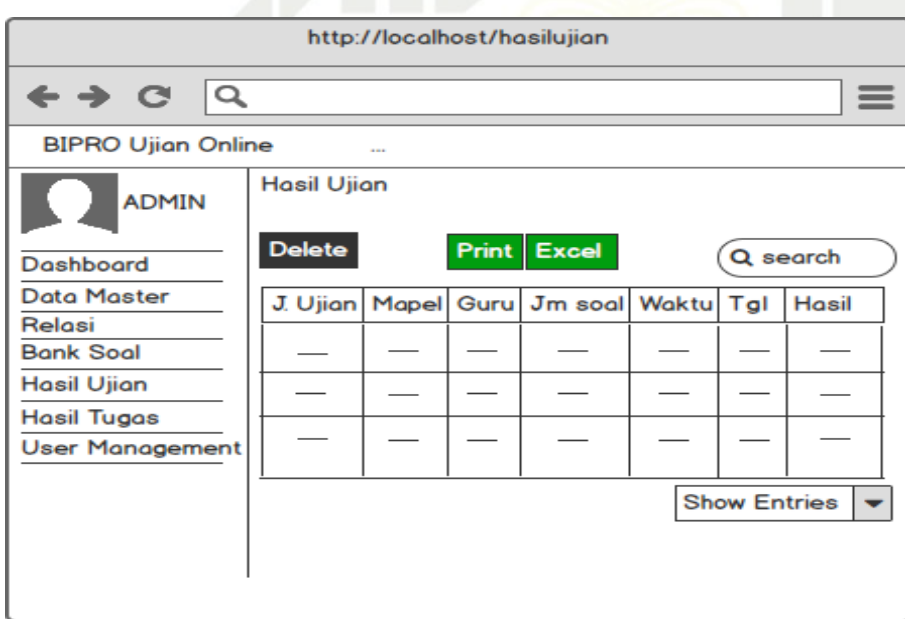 http://localhost/hasilujian
BIPRO Ujian Online ...
ADMIN
Dashboard
Data Master
Relasi
Bank Soal
Hasil Ujian
Hasil Tugas
User Management
Hasil Ujian
Delete Print Excel search
J. Ujian Mapel Guru Jm soal Waktu Tgl Hasil
Show Entries